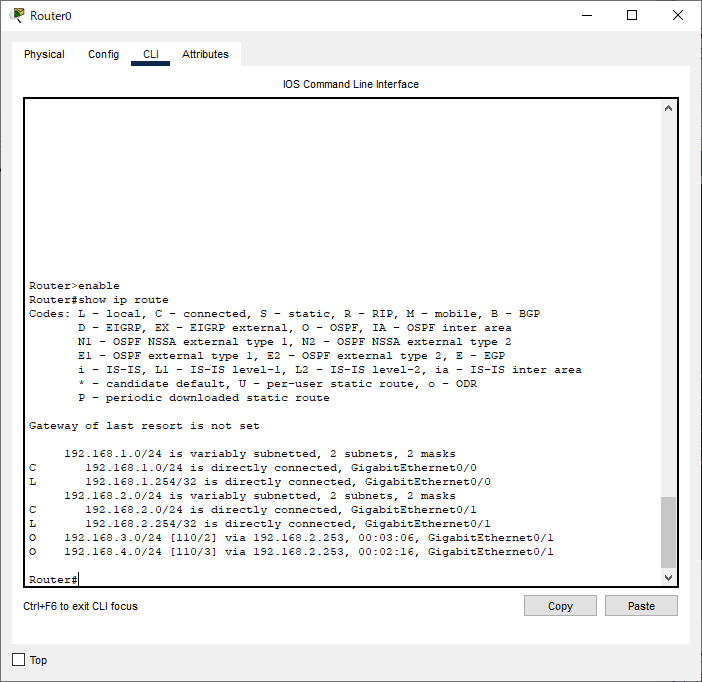 Router0
Physical Config CLI Attributes
IOS Command Line Interface
Router>enable
Router#show ip route
Codes: L - local, C - connected, S - static, R - RIP, M - mobile, B - BGP
       D - EIGRP, EX - EIGRP external, O - OSPF, IA - OSPF inter area
       N1 - OSPF NSSA external type 1, N2 - OSPF NSSA external type 2
       E1 - OSPF external type 1, E2 - OSPF external type 2, E - EGP
       i - IS-IS, L1 - IS-IS level-1, L2 - IS-IS level-2, ia - IS-IS inter area
       * - candidate default, U - per-user static route, o - ODR
       P - periodic downloaded static route
Gateway of last resort is not set
     192.168.1.0/24 is variably subnetted, 2 subnets, 2 masks
C       192.168.1.0/24 is directly connected, GigabitEthernet0/0
L       192.168.1.254/32 is directly connected, GigabitEthernet0/0
     192.168.2.0/24 is variably subnetted, 2 subnets, 2 masks
C       192.168.2.0/24 is directly connected, GigabitEthernet0/1
L       192.168.2.254/32 is directly connected, GigabitEthernet0/1
O    192.168.3.0/24 [110/2] via 192.168.2.253, 00:03:06, GigabitEthernet0/1
O    192.168.4.0/24 [110/3] via 192.168.2.253, 00:02:16, GigabitEthernet0/1
Router#
Ctrl+F6 to exit CLI focus
Copy Paste
Top